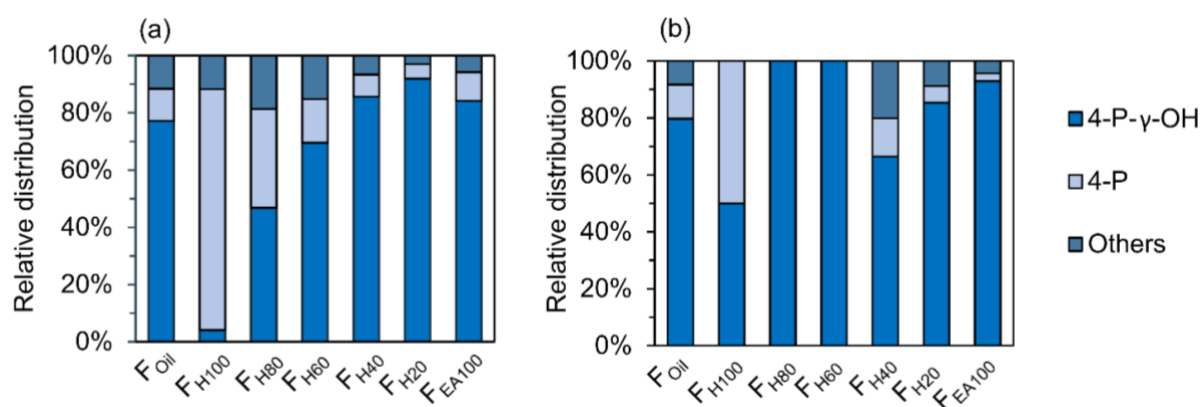 (a)
Relative distribution
100%
80%
60%
40%
20%
0%
F Oil
F H100
F H80
F H60
F H40
F H20
F EA100
(b)
Relative distribution
100%
80%
60%
40%
20%
0%
F Oil
F H100
F H80
F H60
F H40
F H20
F EA100
4-P-γ-OH
4-P
Others